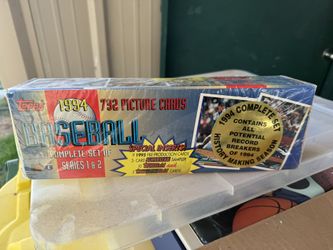 Topps
1994
792 PICTURE CARDS
BASEBALL
COMPLETE SET OF
SERIES 1 & 2
SPECIAL INSERTS!
1994 COMPLETE SET
CONTAINS
ALL
POTENTIAL
RECORD
BREAKERS
OF 1994
HISTORY MAKING SEASON